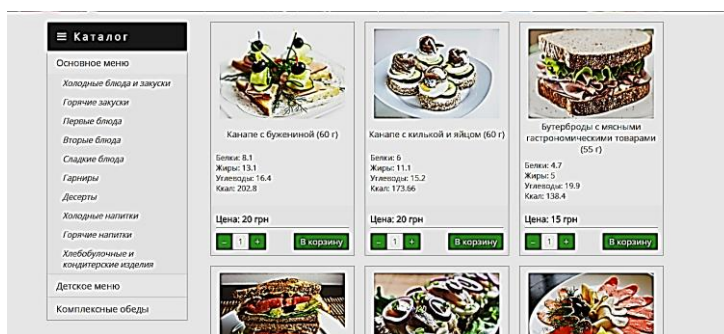 ≡ Каталог
Основное меню
Холодные блюда и закуски
Горячие закуски
Первые блюда
Вторые блюда
Сладкие блюда
Гарниры
Десерты
Холодные напитки
Горячие напитки
Хлебобулочные и
кондитерские изделия
Детское меню
Комплексные обеды
Канапе с бужениной (60 г)
Белки: 8.1
Жиры: 13.1
Углеводы: 16.4
Ккал: 202.8
Цена: 20 грн
- 1 +
В корзину
Канапе с килькой и яйцом (60 г)
Белки: 6
Жиры: 11.1
Углеводы: 15.2
Ккал: 173.66
Цена: 20 грн
- 1 +
В корзину
Бутерброды с мясными
гастрономическими товарами
(55 г)
Белки: 4.7
Жиры: 5
Углеводы: 19.9
Ккал: 138.4
Цена: 15 грн
- 1 +
В корзину